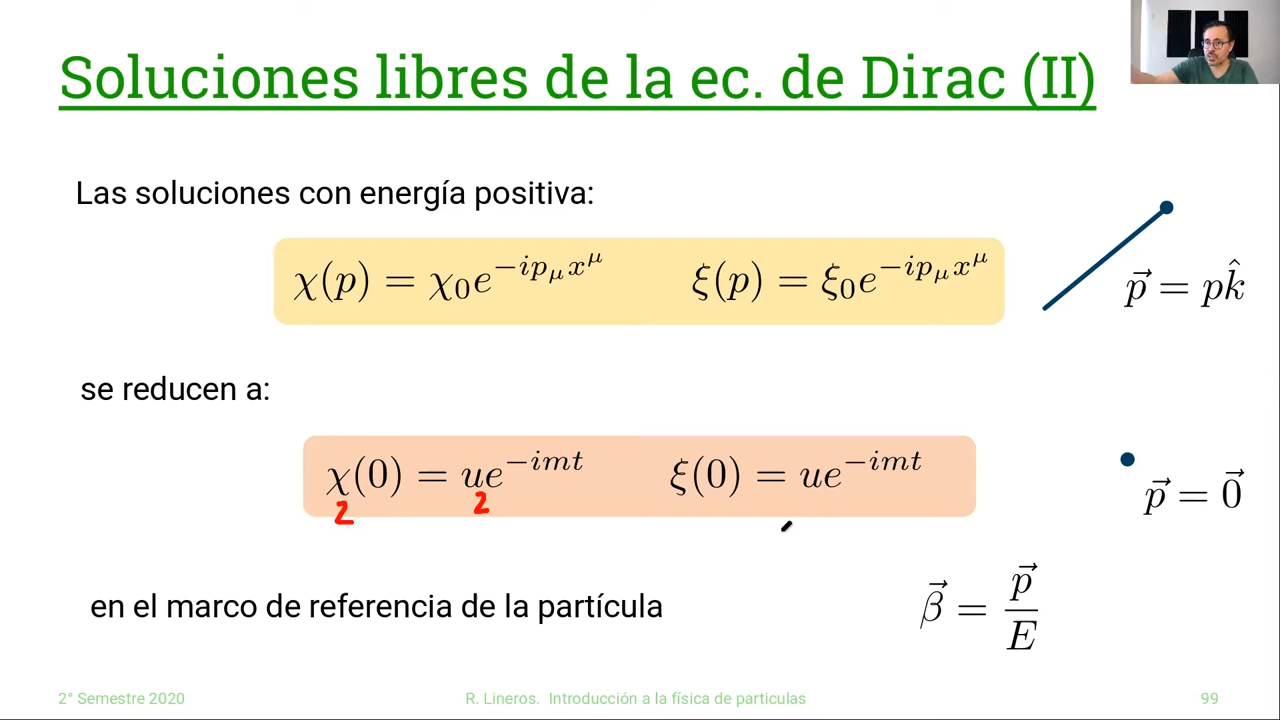 Soluciones libres de la ec. de Dirac (II)
Las soluciones con energía positiva:
χ(p) = χ₀e^{−ip_μx^μ}    ξ(p) = ξ₀e^{−ip_μx^μ}
p⃗ = pk̂
se reducen a:
χ(0) = ue^{−imt}    ξ(0) = ue^{−imt}
2    2
p⃗ = 0⃗
en el marco de referencia de la partícula
β⃗ = p⃗/E
2° Semestre 2020    R. Lineros. Introducción a la física de particulas    99